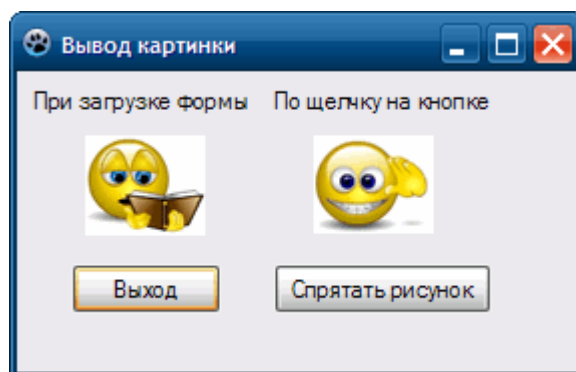 Вывод картинки
При загрузке формы
По щелчку на кнопке
Выход
Спрятать рисунок